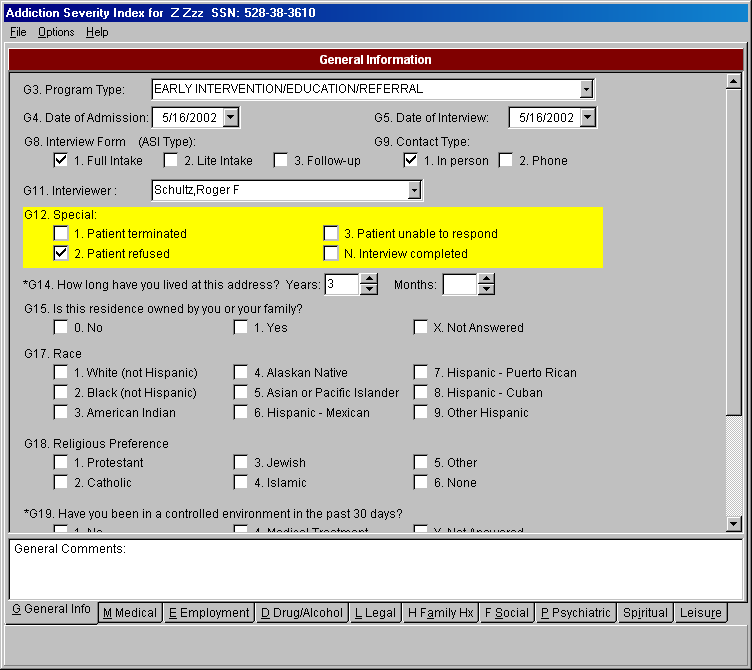 Addiction Severity Index for Z Zzz SSN: 528-38-3610
File Options Help
General Information
G3. Program Type: EARLY INTERVENTION/EDUCATION/REFERRAL
G4. Date of Admission: 5/16/2002 G5. Date of Interview: 5/16/2002
G8. Interview Form (ASI Type): G9. Contact Type:
1. Full Intake 2. Lite Intake 3. Follow-up 1. In person 2. Phone
G11. Interviewer : Schultz,Roger F
G12. Special:
1. Patient terminated 3. Patient unable to respond
2. Patient refused N. Interview completed
*G14. How long have you lived at this address? Years: 3 Months:
G15. Is this residence owned by you or your family?
0. No 1. Yes X. Not Answered
G17. Race
1. White (not Hispanic) 4. Alaskan Native 7. Hispanic - Puerto Rican
2. Black (not Hispanic) 5. Asian or Pacific Islander 8. Hispanic - Cuban
3. American Indian 6. Hispanic - Mexican 9. Other Hispanic
G18. Religious Preference
1. Protestant 3. Jewish 5. Other
2. Catholic 4. Islamic 6. None
*G19. Have you been in a controlled environment in the past 30 days?
1. No 4. Medical Treatment X. Not Answered
General Comments:
G General Info M Medical E Employment D Drug/Alcohol L Legal H Family Hx F Social P Psychiatric Spiritual Leisure